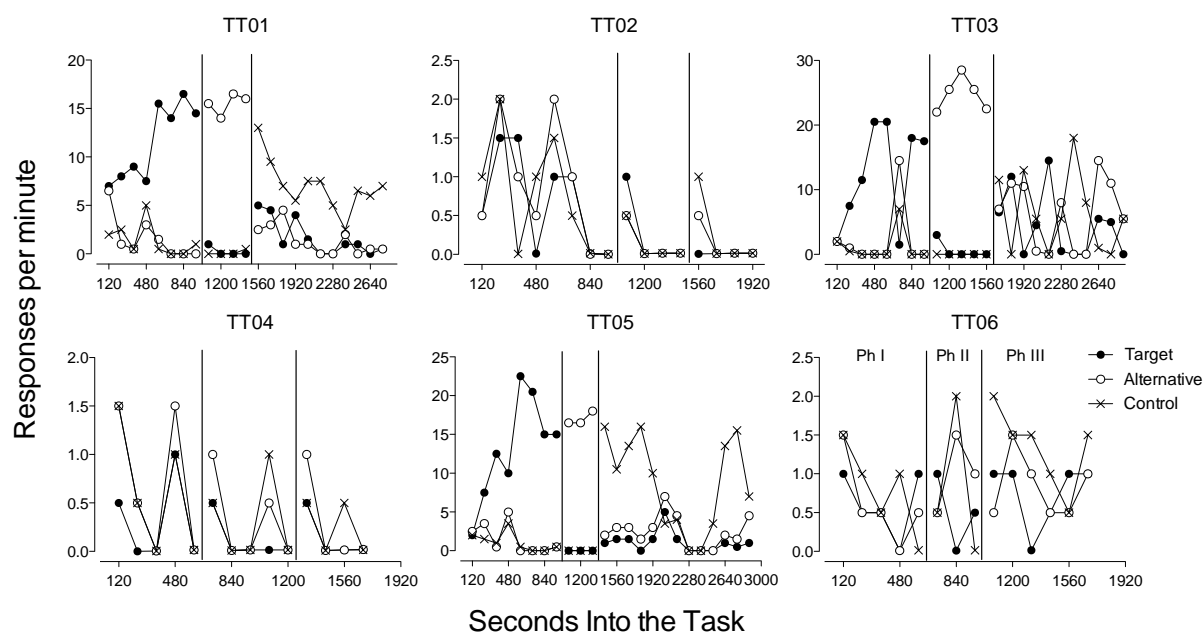 TT01
TT02
TT03
20
15
10
5
0
120 480 840 1200 1560 1920 2280 2640
2.5
2.0
1.5
1.0
0.5
0.0
120 480 840 1200 1560 1920
30
20
10
0
120 480 840 1200 1560 1920 2280 2640
Responses per minute
TT04
TT05
TT06
2.0
1.5
1.0
0.5
0.0
120 480 840 1200 1560 1920
25
20
15
10
5
0
120 480 840 1200 1560 1920 2280 2640 3000
2.5
2.0
1.5
1.0
0.5
0.0
Ph I Ph II Ph III
120 480 840 1200 1560 1920
Target
Alternative
Control
Seconds Into the Task